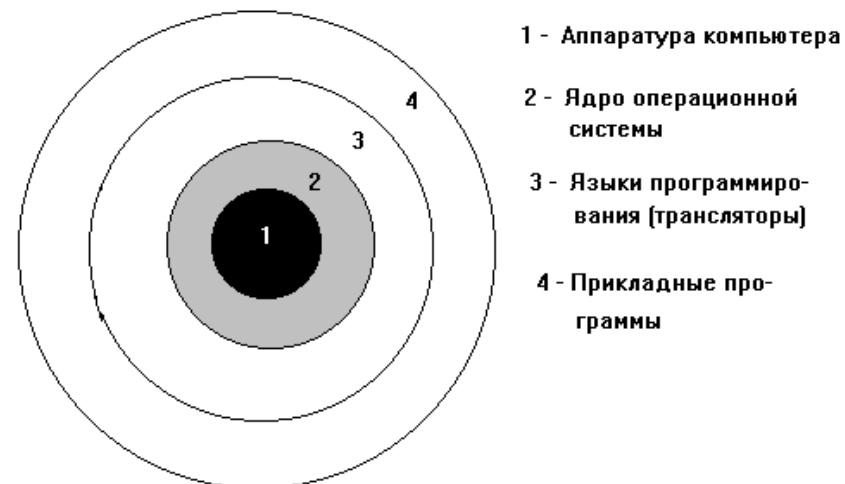 1 - Аппаратура компьютера
2 - Ядро операционной
системы
3 - Языки программиро-
вания (трансляторы)
4 - Прикладные про-
граммы
4
3
2
1